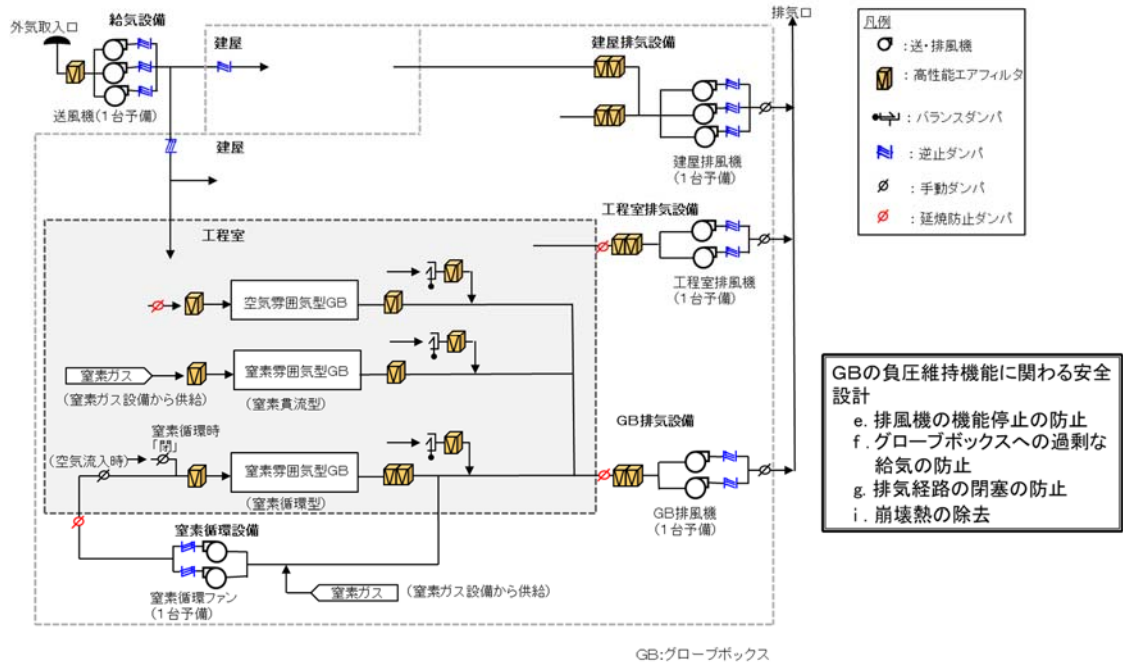 外気取入口
給気設備
送風機(1台予備)
建屋
建屋
建屋排気設備
排気口
建屋排風機
(1台予備)
工程室排気設備
工程室排風機
(1台予備)
工程室
空気雰囲気型GB
窒素ガス
(窒素ガス設備から供給)
窒素雰囲気型GB
(窒素貫流型)
窒素循環時
「閉」
(空気流入時)
窒素雰囲気型GB
(窒素循環型)
GB排気設備
GB排風機
(1台予備)
窒素循環設備
窒素循環ファン
(1台予備)
窒素ガス
(窒素ガス設備から供給)
凡例
：送・排風機
：高性能エアフィルタ
：バランスダンパ
：逆止ダンパ
：手動ダンパ
：延焼防止ダンパ
GBの負圧維持機能に関わる安全
設計
e. 排風機の機能停止の防止
f. グローブボックスへの過剰な
給気の防止
g. 排気経路の閉塞の防止
i. 崩壊熱の除去
GB:グローブボックス